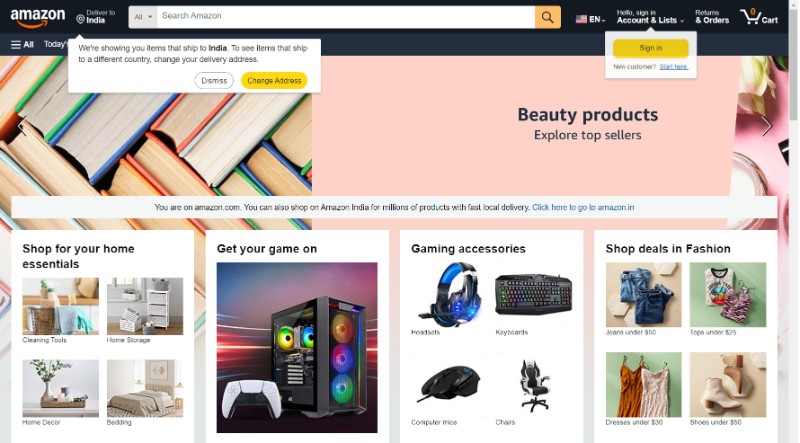 amazon
Deliver to
India
All
Search Amazon
EN
Hello, sign in
Account & Lists
Returns
& Orders
0
Cart
All
Today's
We're showing you items that ship to India. To see items that ship
to a different country, change your delivery address.
Dismiss
Change Address
Sign in
New customer? Start here.
Beauty products
Explore top sellers
You are on amazon.com. You can also shop on Amazon India for millions of products with fast local delivery. Click here to go to amazon.in
Shop for your home
essentials
Cleaning Tools
Home Storage
Home Decor
Bedding
Get your game on
Gaming accessories
Headsets
Keyboards
Computer mice
Chairs
Shop deals in Fashion
Jeans under $50
Tops under $25
Dresses under $30
Shoes under $50